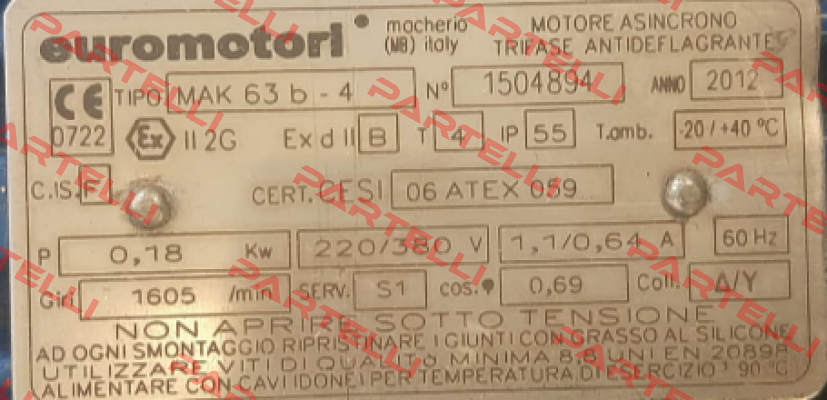 euromotori macherio MOTORE ASINCRONO
(MB) italy TRIFASE ANTIDEFLAGRANTE
CE TIPO MAK 63 b - 4 N° 1504894 ANNO 2012
0722 Ex II 2G Ex d II B T 4 IP 55 T.amb. -20 / +40 °C
C.IS. F CERT. CESI 06 ATEX 059
P 0,18 Kw 220/380 V 1,1/0,64 A 60 Hz
Giri 1605 /min SERV. S1 cos.φ 0,69 Coll. Δ/Y
NON APRIRE SOTTO TENSIONE
AD OGNI SMONTAGGIO RIPRISTINARE I GIUNTI CON GRASSO AL SILICONE
UTILIZZARE VITI DI QUALITÀ MINIMA 8.8 UNI EN 20898
ALIMENTARE CON CAVI IDONEI PER TEMPERATURA DI ESERCIZIO 90 °C
PARTELLI